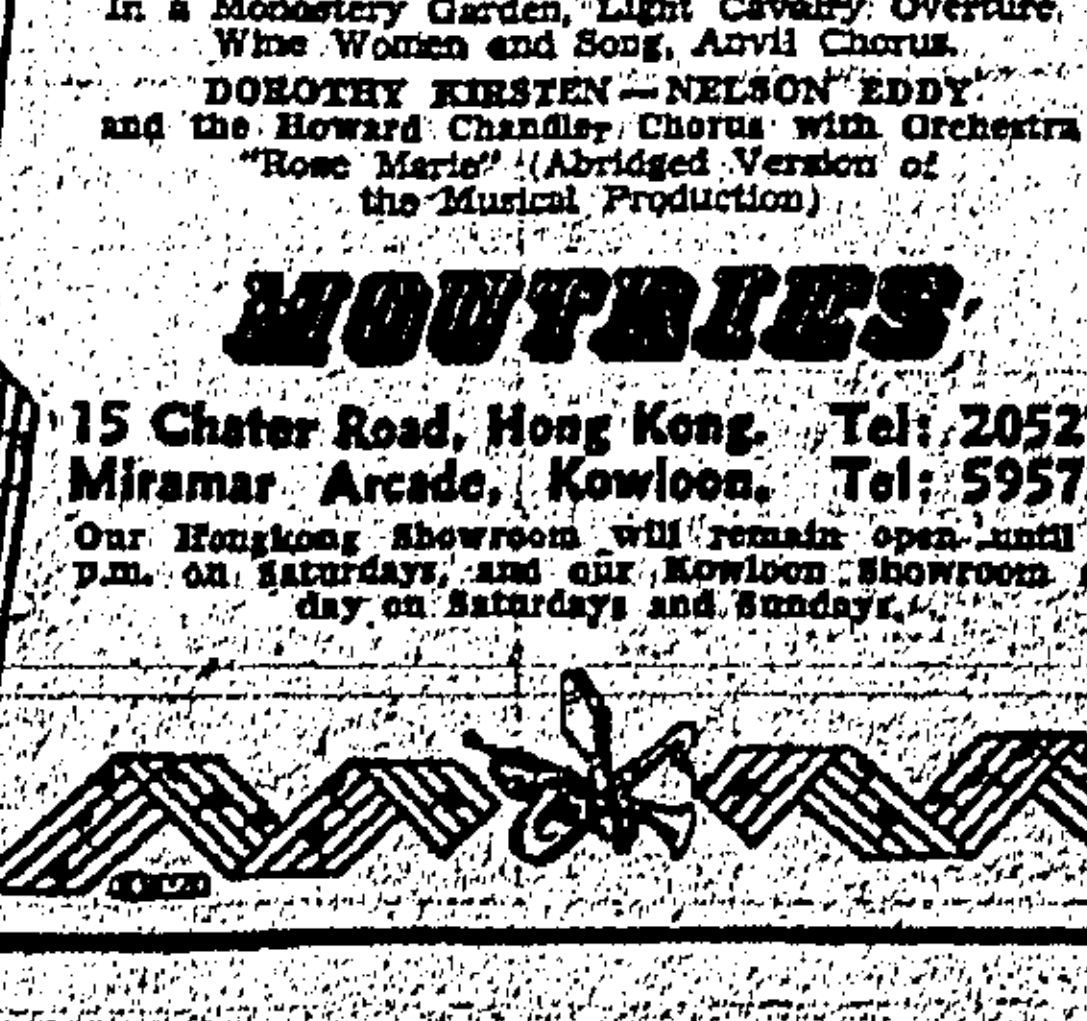 In a Monastery Garden, Light Cavalry Overture,
Wine Women and Song, Anvil Chorus.
DOROTHY KIRSTEN — NELSON EDDY
and the Howard Chandler Chorus with Orchestra
"Rose Marie" (Abridged Version of
the Musical Production)
MOUTRIES
15 Chater Road, Hong Kong. Tel: 2052
Miramar Arcade, Kowloon. Tel: 5957
Our Hongkong Showroom will remain open until
p.m. on Saturdays, and our Kowloon Showroom
day on Saturdays and Sundays.